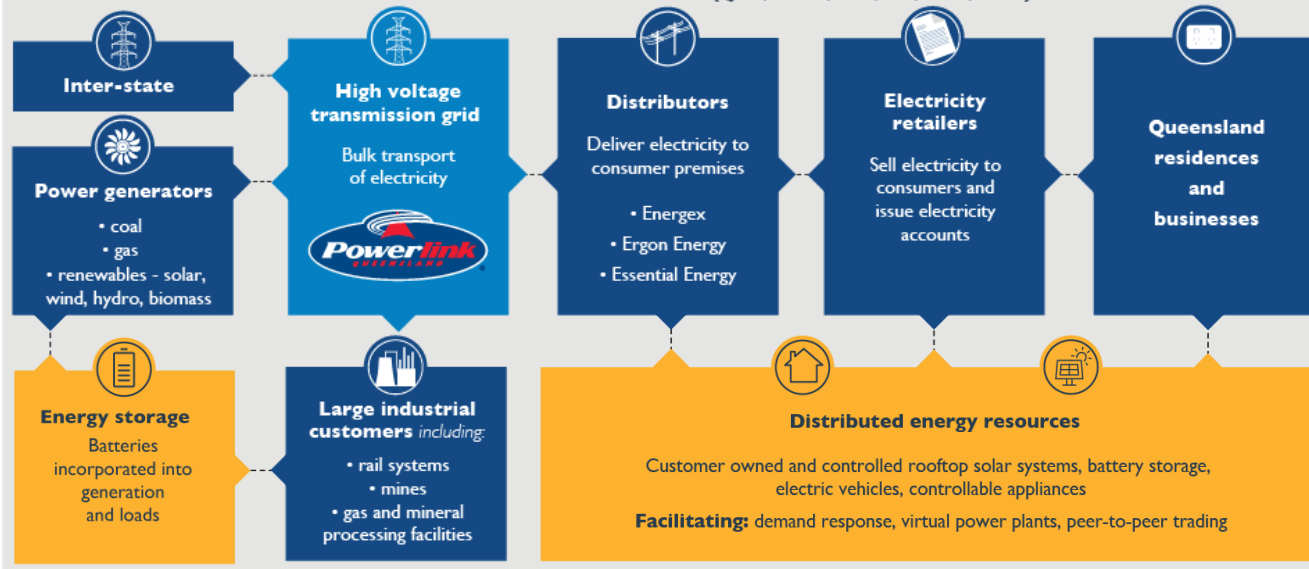 Inter-state
Power generators
• coal
• gas
• renewables - solar,
wind, hydro, biomass
Energy storage
Batteries
incorporated into
generation
and loads
High voltage
transmission grid
Bulk transport
of electricity
Powerlink
QUEENSLAND
Large industrial
customers including:
• rail systems
• mines
• gas and mineral
processing facilities
Distributors
Deliver electricity to
consumer premises
• Energex
• Ergon Energy
• Essential Energy
Electricity
retailers
Sell electricity to
consumers and
issue electricity
accounts
Queensland
residences
and
businesses
Distributed energy resources
Customer owned and controlled rooftop solar systems, battery storage,
electric vehicles, controllable appliances
Facilitating: demand response, virtual power plants, peer-to-peer trading